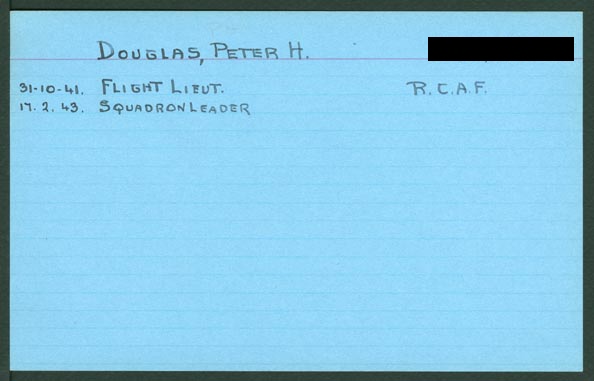 DOUGLAS, PETER H.
31-10-41. FLIGHT LIEUT. R.C.A.F.
17. 2. 43. SQUADRON LEADER